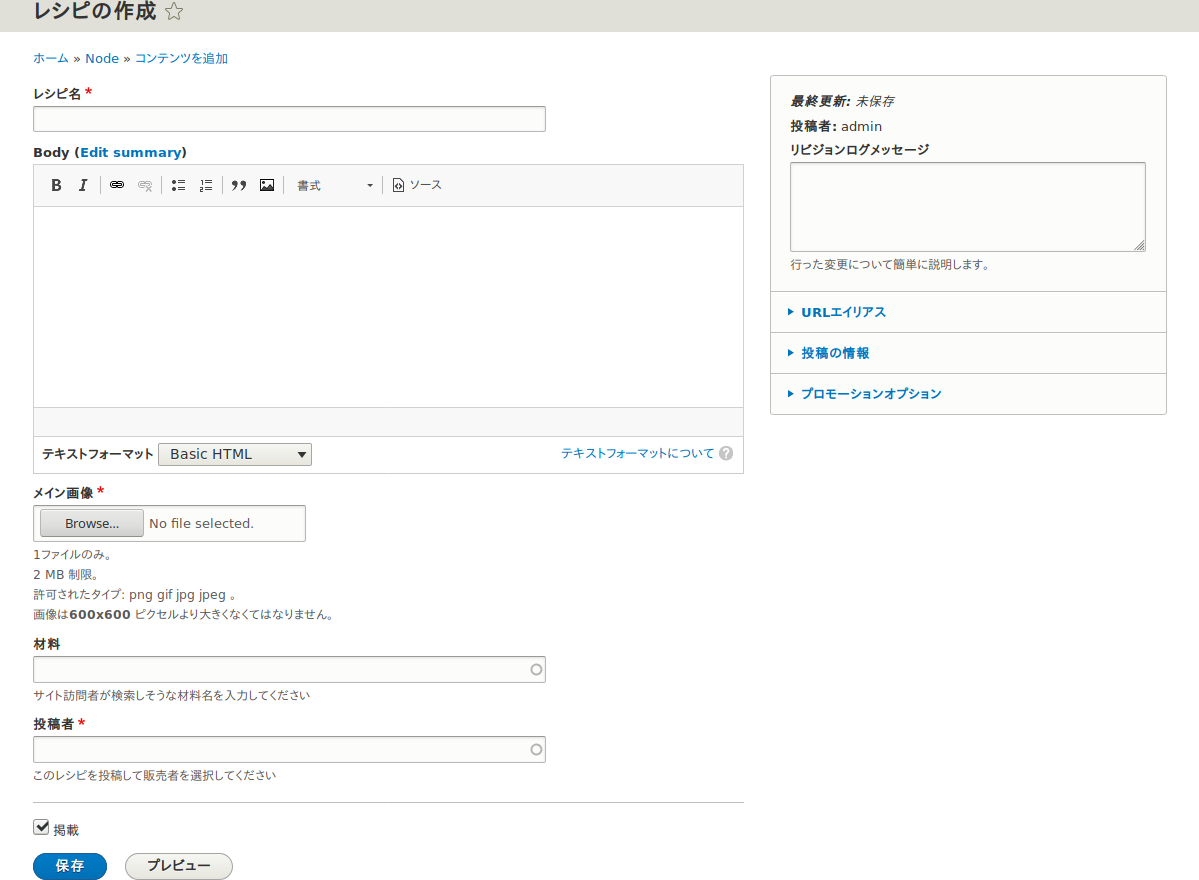 レシピの作成
ホーム » Node » コンテンツを追加
レシピ名 *
Body (Edit summary)
B I 書式 ソース
テキストフォーマット Basic HTML テキストフォーマットについて ?
メイン画像 *
Browse... No file selected.
1ファイルのみ。
2 MB 制限。
許可されたタイプ: png gif jpg jpeg 。
画像は600x600 ピクセルより大きくなくてはなりません。
材料
サイト訪問者が検索しそうな材料名を入力してください
投稿者 *
このレシピを投稿して販売者を選択してください
掲載
保存 プレビュー
最終更新: 未保存
投稿者: admin
リビジョンログメッセージ
行った変更について簡単に説明します。
URLエイリアス
投稿の情報
プロモーションオプション